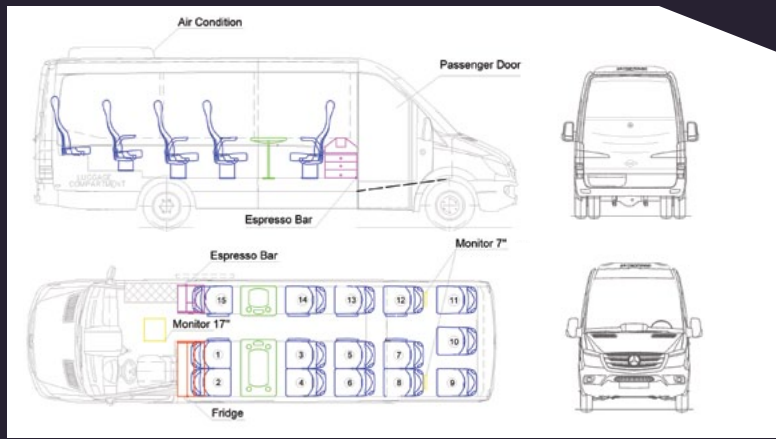 Air Condition
Passenger Door
LUGGAGE
COMPARTMENT
Espresso Bar
Monitor 7"
Espresso Bar
15
14
13
12
11
Monitor 17"
10
1
3
5
7
2
4
6
8
9
Fridge